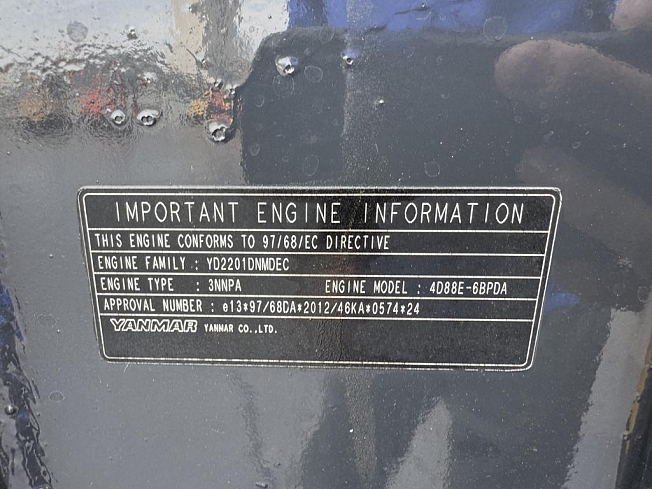 IMPORTANT ENGINE INFORMATION
THIS ENGINE CONFORMS TO 97/68/EC DIRECTIVE
ENGINE FAMILY : YD2201DNMDEC
ENGINE TYPE : 3NNPA ENGINE MODEL : 4D88E-6BPDA
APPROVAL NUMBER : e13*97/68DA*2012/46KA*0574*24
YANMAR YANMAR CO.,LTD.